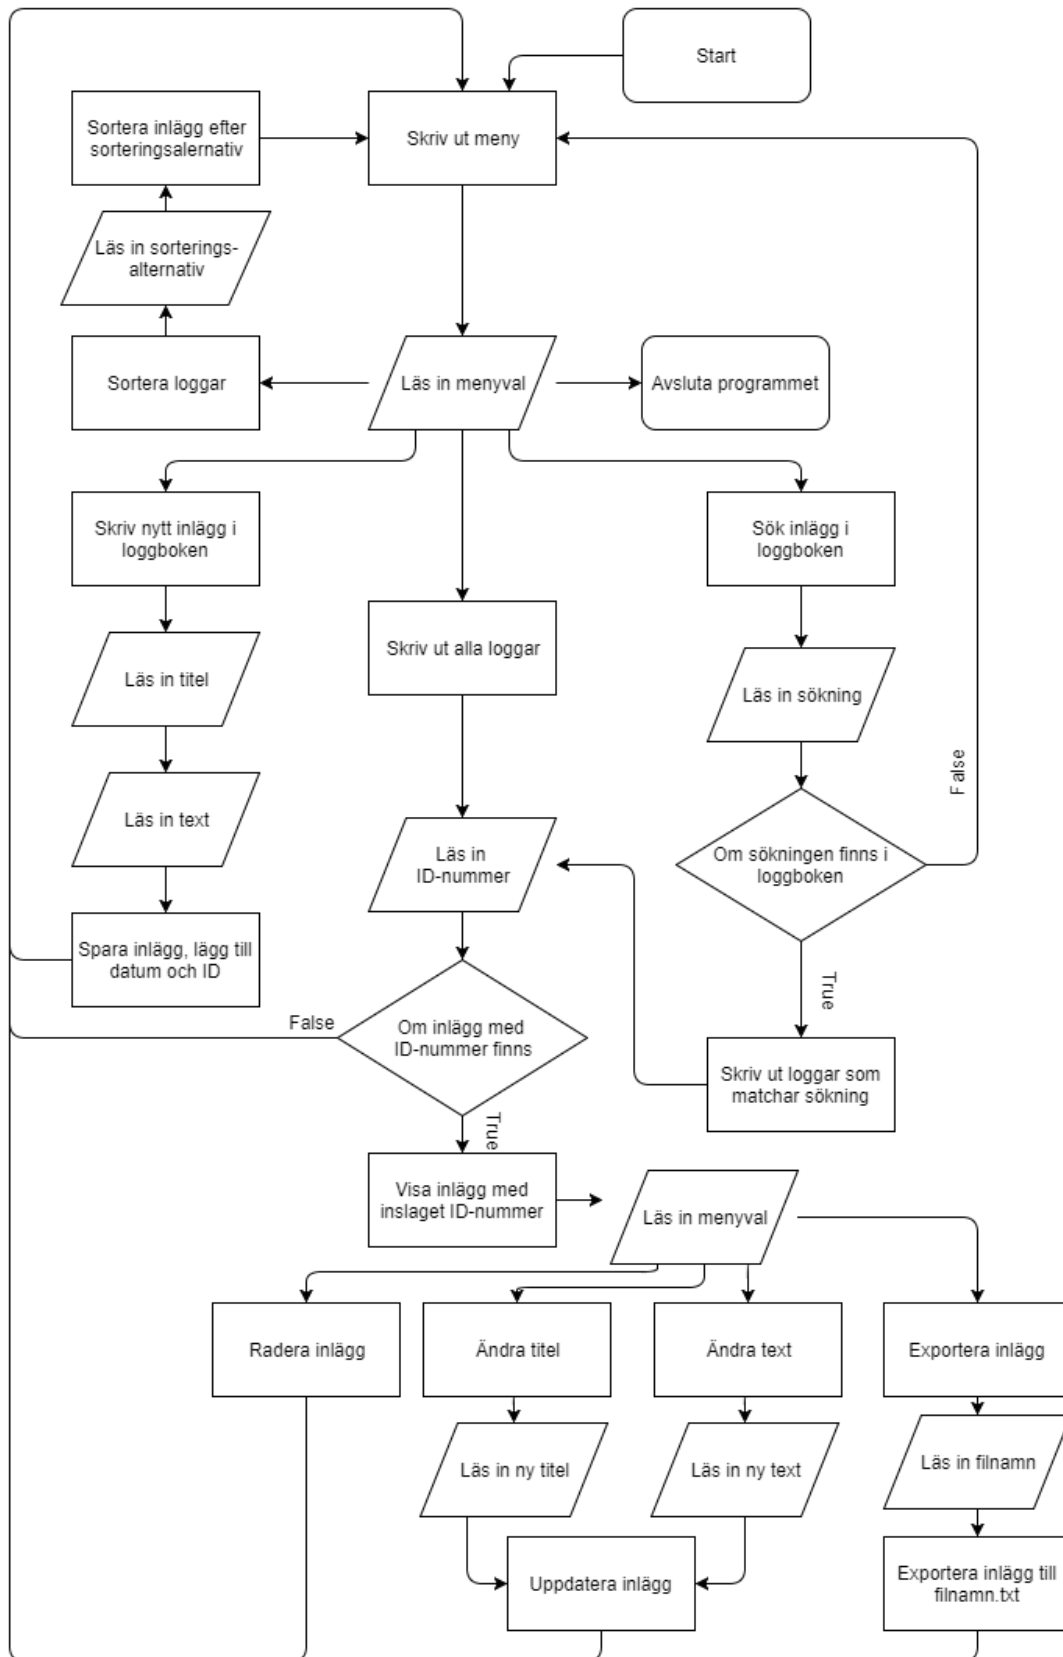 Start
Skriv ut meny
Sortera inlägg efter
sorteringsalernativ
Läs in sorterings-
alternativ
Sortera loggar
Läs in menyval
Avsluta programmet
Skriv nytt inlägg i
loggboken
Sök inlägg i
loggboken
Skriv ut alla loggar
Läs in titel
Läs in sökning
False
Läs in text
Läs in
ID-nummer
Om sökningen finns i
loggboken
Spara inlägg, lägg till
datum och ID
True
False
Om inlägg med
ID-nummer finns
Skriv ut loggar som
matchar sökning
True
Visa inlägg med
inslaget ID-nummer
Läs in menyval
Radera inlägg
Ändra titel
Ändra text
Exportera inlägg
Läs in ny titel
Läs in ny text
Läs in filnamn
Uppdatera inlägg
Exportera inlägg till
filnamn.txt